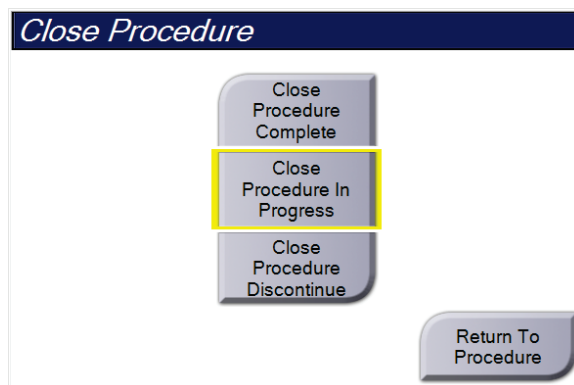 Close Procedure
Close
Procedure
Complete
Close
Procedure In
Progress
Close
Procedure
Discontinue
Return To
Procedure